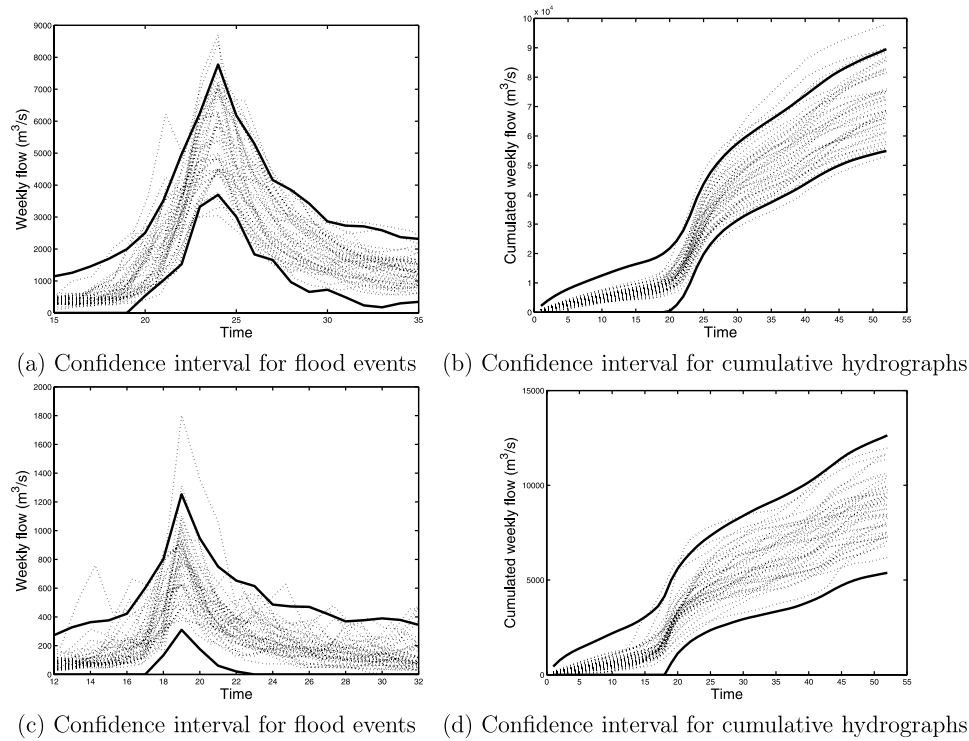 9000
8000
7000
6000
5000
4000
3000
2000
1000
0
Weekly flow (m³/s)
15 20 25 30 35
Time
x 10⁴
10
9
8
7
6
5
4
3
2
1
0
Cumulated weekly flow (m³/s)
0 5 10 15 20 25 30 35 40 45 50 55
Time
(a) Confidence interval for flood events
(b) Confidence interval for cumulative hydrographs
2000
1800
1600
1400
1200
1000
800
600
400
200
0
Weekly flow (m³/s)
12 14 16 18 20 22 24 26 28 30 32
Time
15000
10000
5000
0
Cumulated weekly flow (m³/s)
0 5 10 15 20 25 30 35 40 45 50 55
Time
(c) Confidence interval for flood events
(d) Confidence interval for cumulative hydrographs